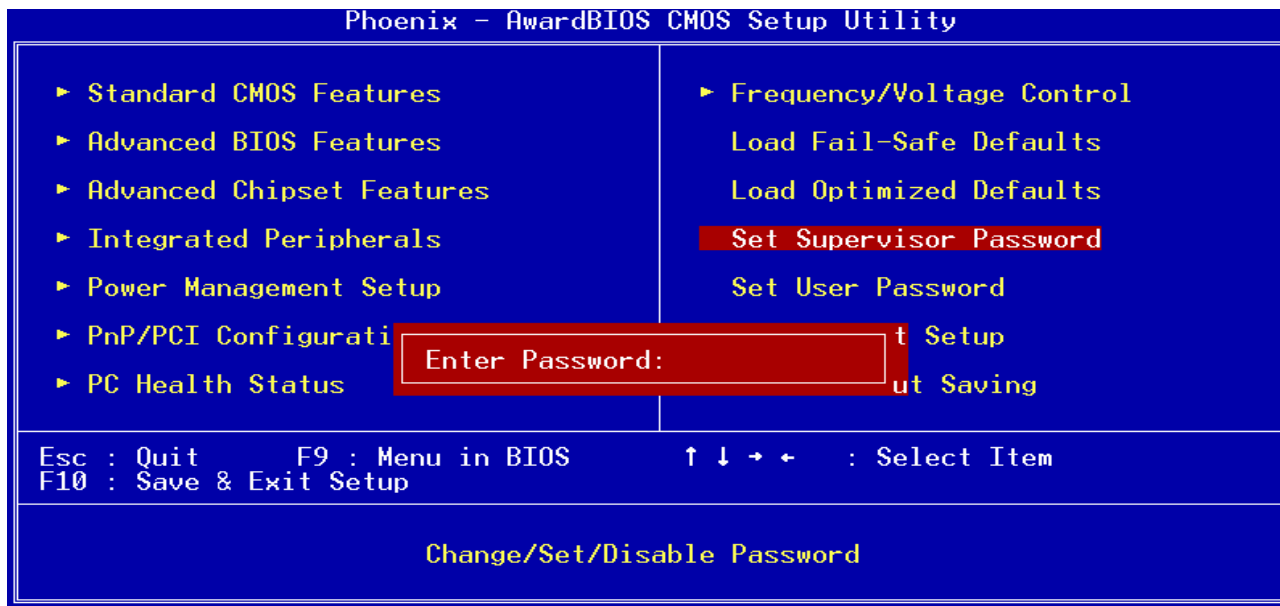 Phoenix - AwardBIOS CMOS Setup Utility
► Standard CMOS Features
► Advanced BIOS Features
► Advanced Chipset Features
► Integrated Peripherals
► Power Management Setup
► PnP/PCI Configurati
► PC Health Status
► Frequency/Voltage Control
Load Fail-Safe Defaults
Load Optimized Defaults
Set Supervisor Password
Set User Password
t Setup
ut Saving
Enter Password:
Esc : Quit F9 : Menu in BIOS ↑ ↓ → ← : Select Item
F10 : Save & Exit Setup
Change/Set/Disable Password